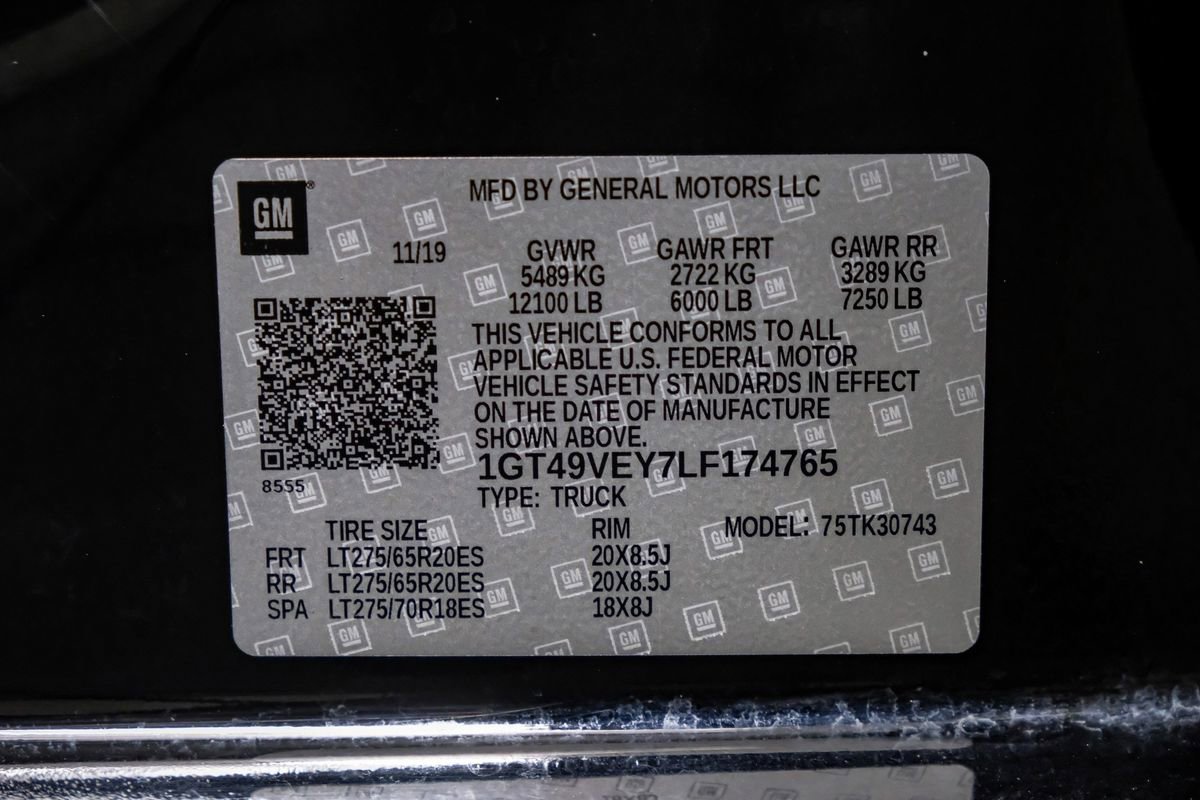 GM®
MFD BY GENERAL MOTORS LLC
11/19 GVWR GAWR FRT GAWR RR
5489 KG 2722 KG 3289 KG
12100 LB 6000 LB 7250 LB
THIS VEHICLE CONFORMS TO ALL
APPLICABLE U.S. FEDERAL MOTOR
VEHICLE SAFETY STANDARDS IN EFFECT
ON THE DATE OF MANUFACTURE
SHOWN ABOVE.
1GT49VEY7LF174765
8555
TYPE: TRUCK
TIRE SIZE RIM MODEL: 75TK30743
FRT LT275/65R20ES 20X8.5J
RR LT275/65R20ES 20X8.5J
SPA LT275/70R18ES 18X8J